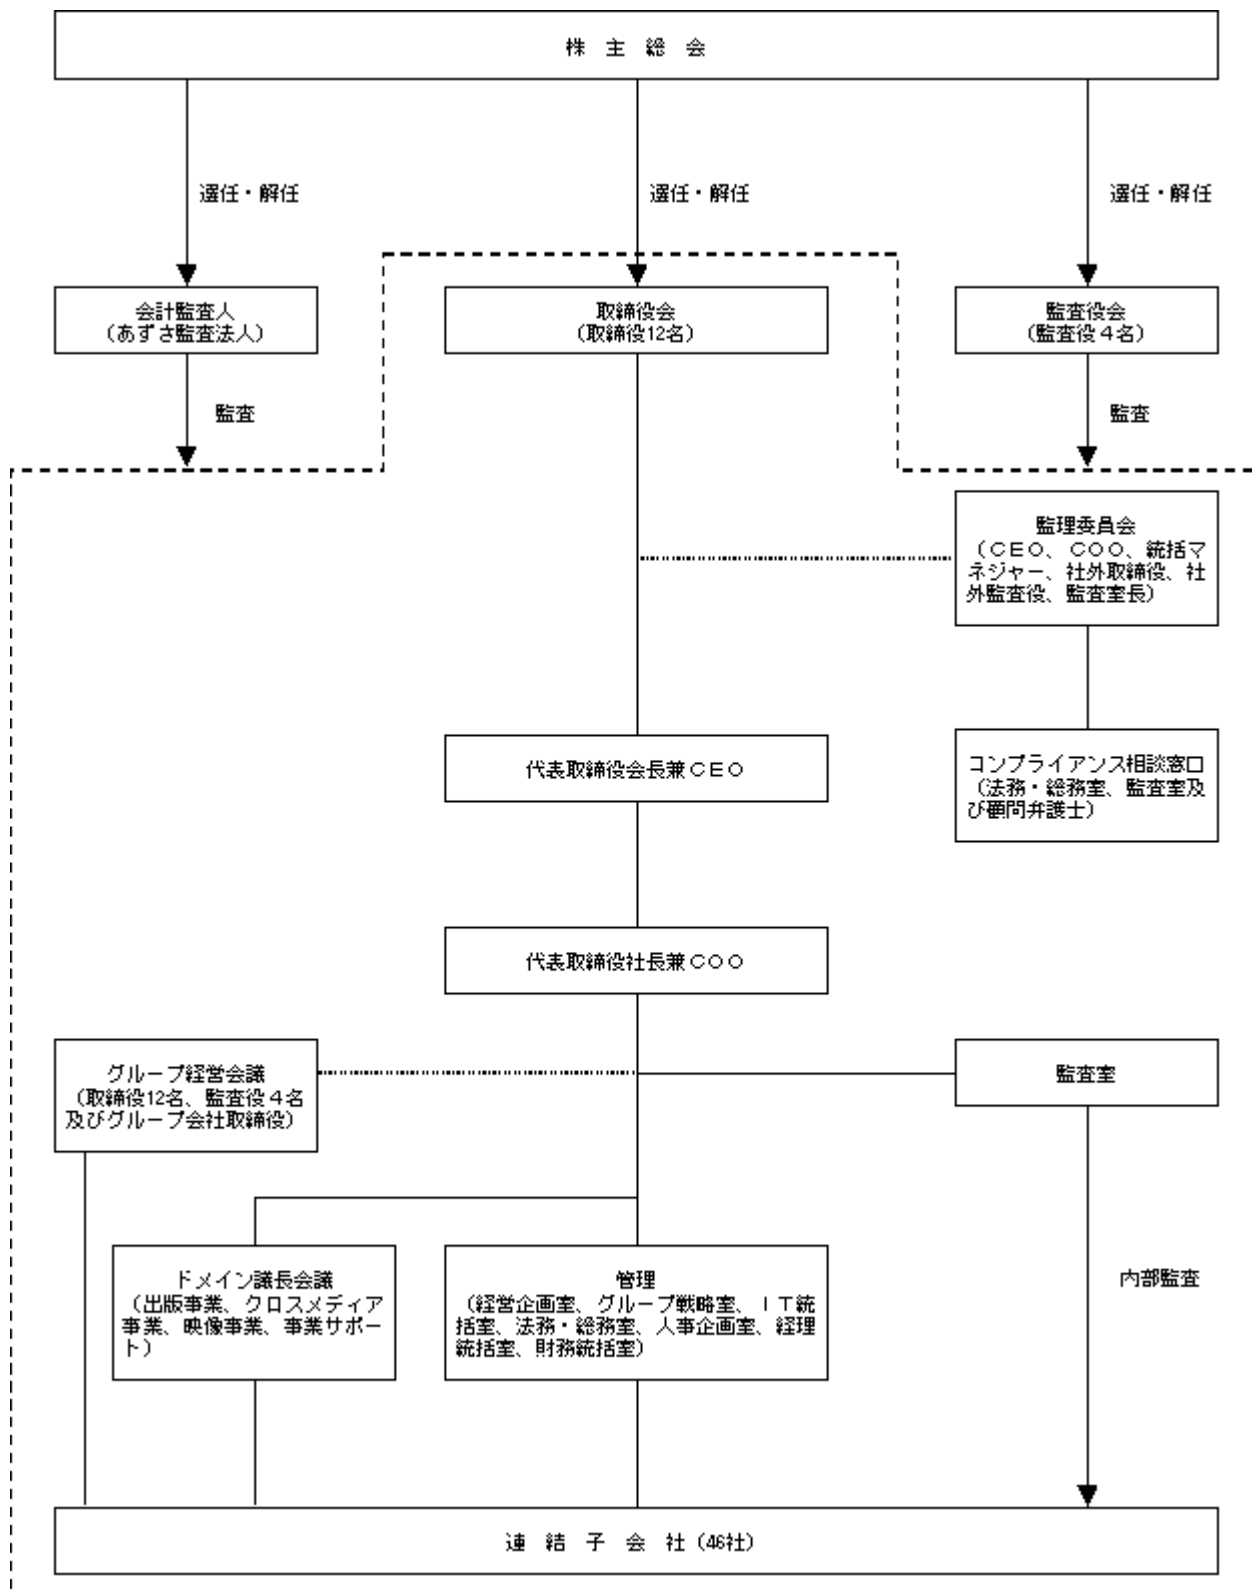 株 主 総 会
選任・解任
選任・解任
選任・解任
会計監査人
(あずさ監査法人)
取締役会
(取締役12名)
監査役会
(監査役4名)
監査
監査
監理委員会
(CEO、COO、統括マ
ネジャー、社外取締役、社
外監査役、監査室長)
代表取締役会長兼CEO
コンプライアンス相談窓口
(法務・総務室、監査室及
び顧問弁護士)
代表取締役社長兼COO
グループ経営会議
(取締役12名、監査役4名
及びグループ会社取締役)
監査室
ドメイン議長会議
(出版事業、クロスメディア
事業、映像事業、事業サポー
ト)
管理
(経営企画室、グループ戦略室、IT統
括室、法務・総務室、人事企画室、経理
統括室、財務統括室)
内部監査
連 結 子 会 社 (46社)